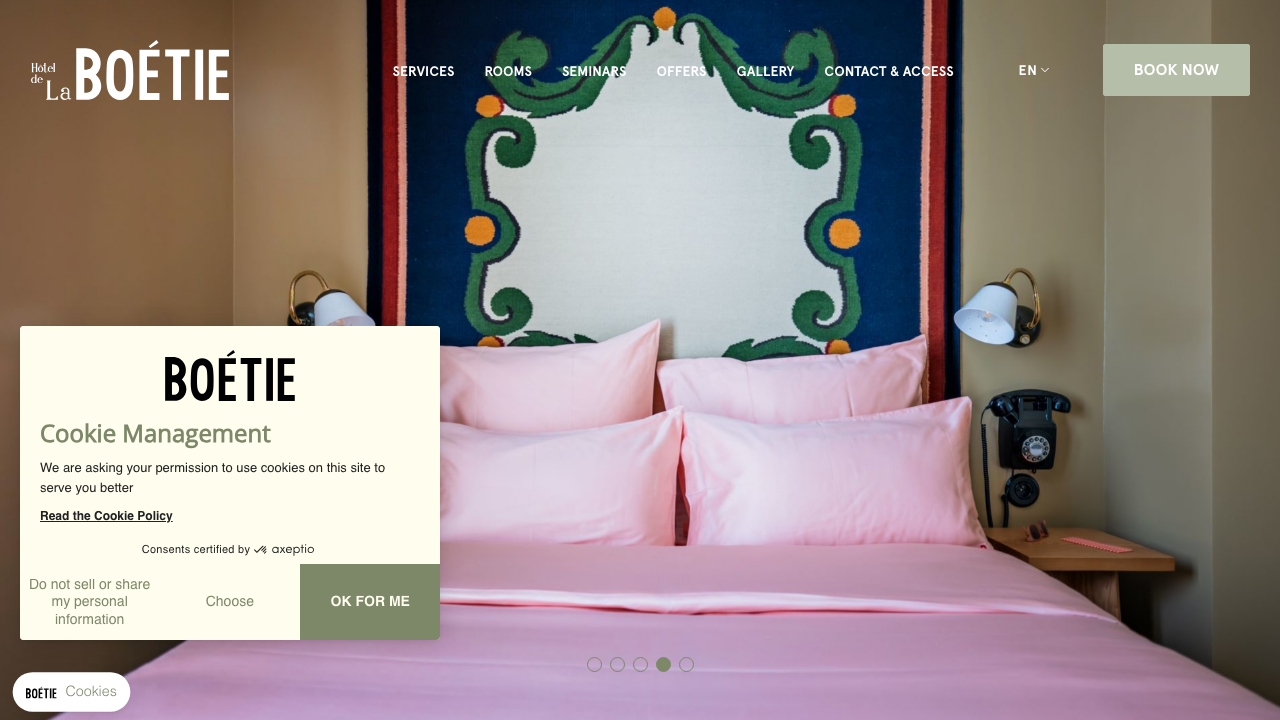 Hotel de La BOÉTIE
SERVICES ROOMS SEMINARS OFFERS GALLERY CONTACT & ACCESS EN BOOK NOW
BOÉTIE
Cookie Management
We are asking your permission to use cookies on this site to
serve you better
Read the Cookie Policy
Consents certified by axeptio
Do not sell or share
my personal
information
Choose
OK FOR ME
BOÉTIE Cookies